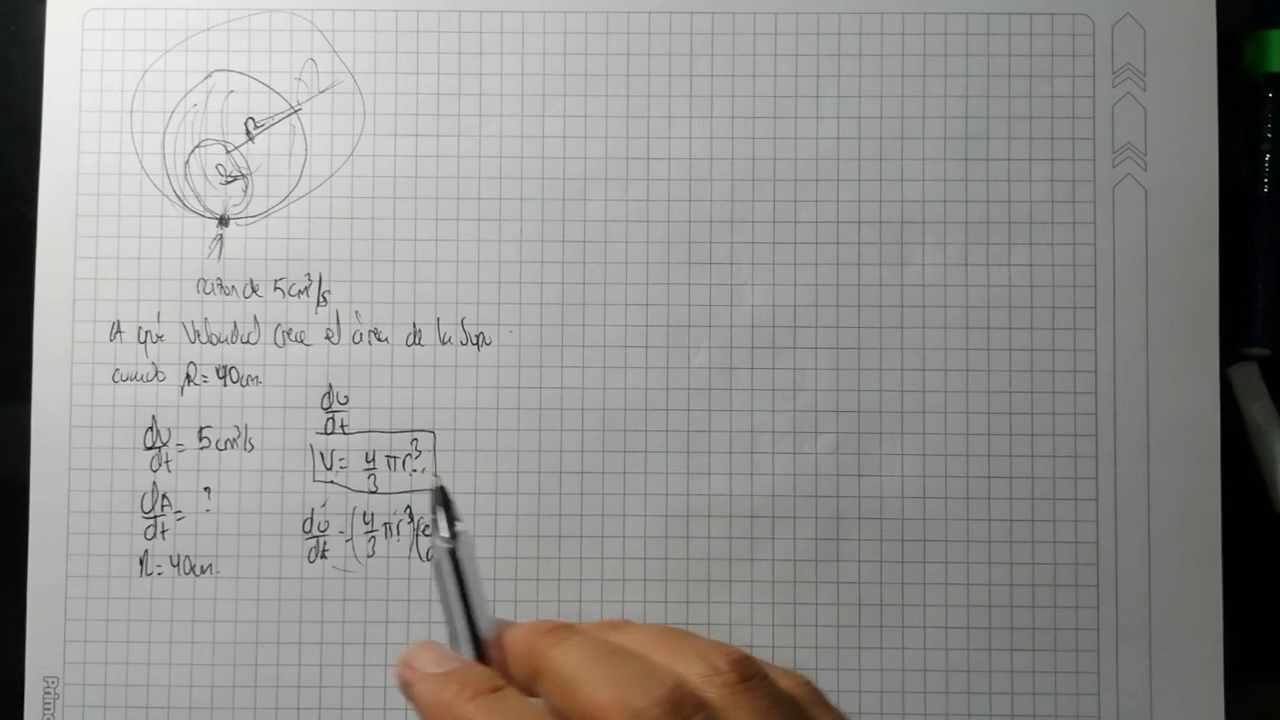 R
razon de 5cm³/s
A qué Velocidad crece el área de la Supe
cuando R=40cm.
dv/dt = 5cm³/s
dv/dt
V= 4/3 πr³
dA/dt = ?
dv/dt = (4/3 πr³)(
R=40cm.